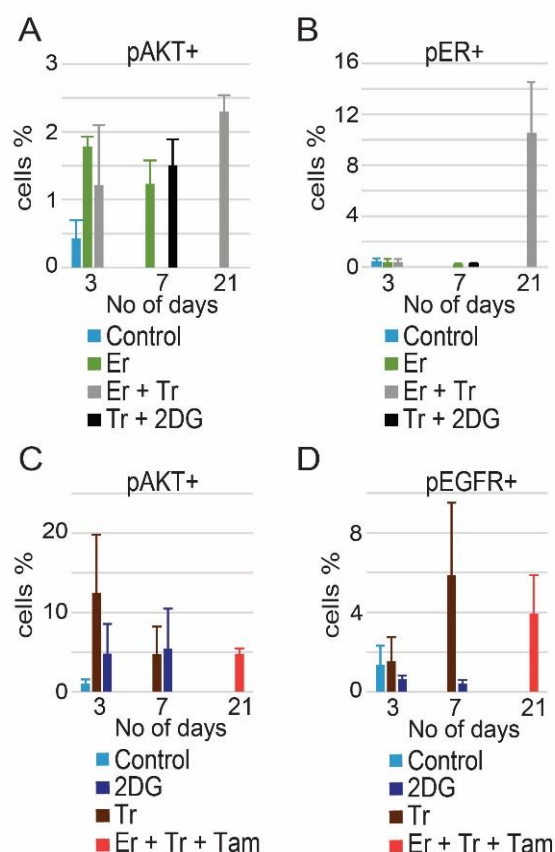 A
pAKT+
cells %
3
2
1
0
3 7 21
No of days
Control
Er
Er + Tr
Tr + 2DG
B
pER+
cells %
16
12
8
4
0
3 7 21
No of days
Control
Er
Er + Tr
Tr + 2DG
C
pAKT+
cells %
20
10
0
3 7 21
No of days
Control
2DG
Tr
Er + Tr + Tam
D
pEGFR+
cells %
8
4
0
3 7 21
No of days
Control
2DG
Tr
Er + Tr + Tam